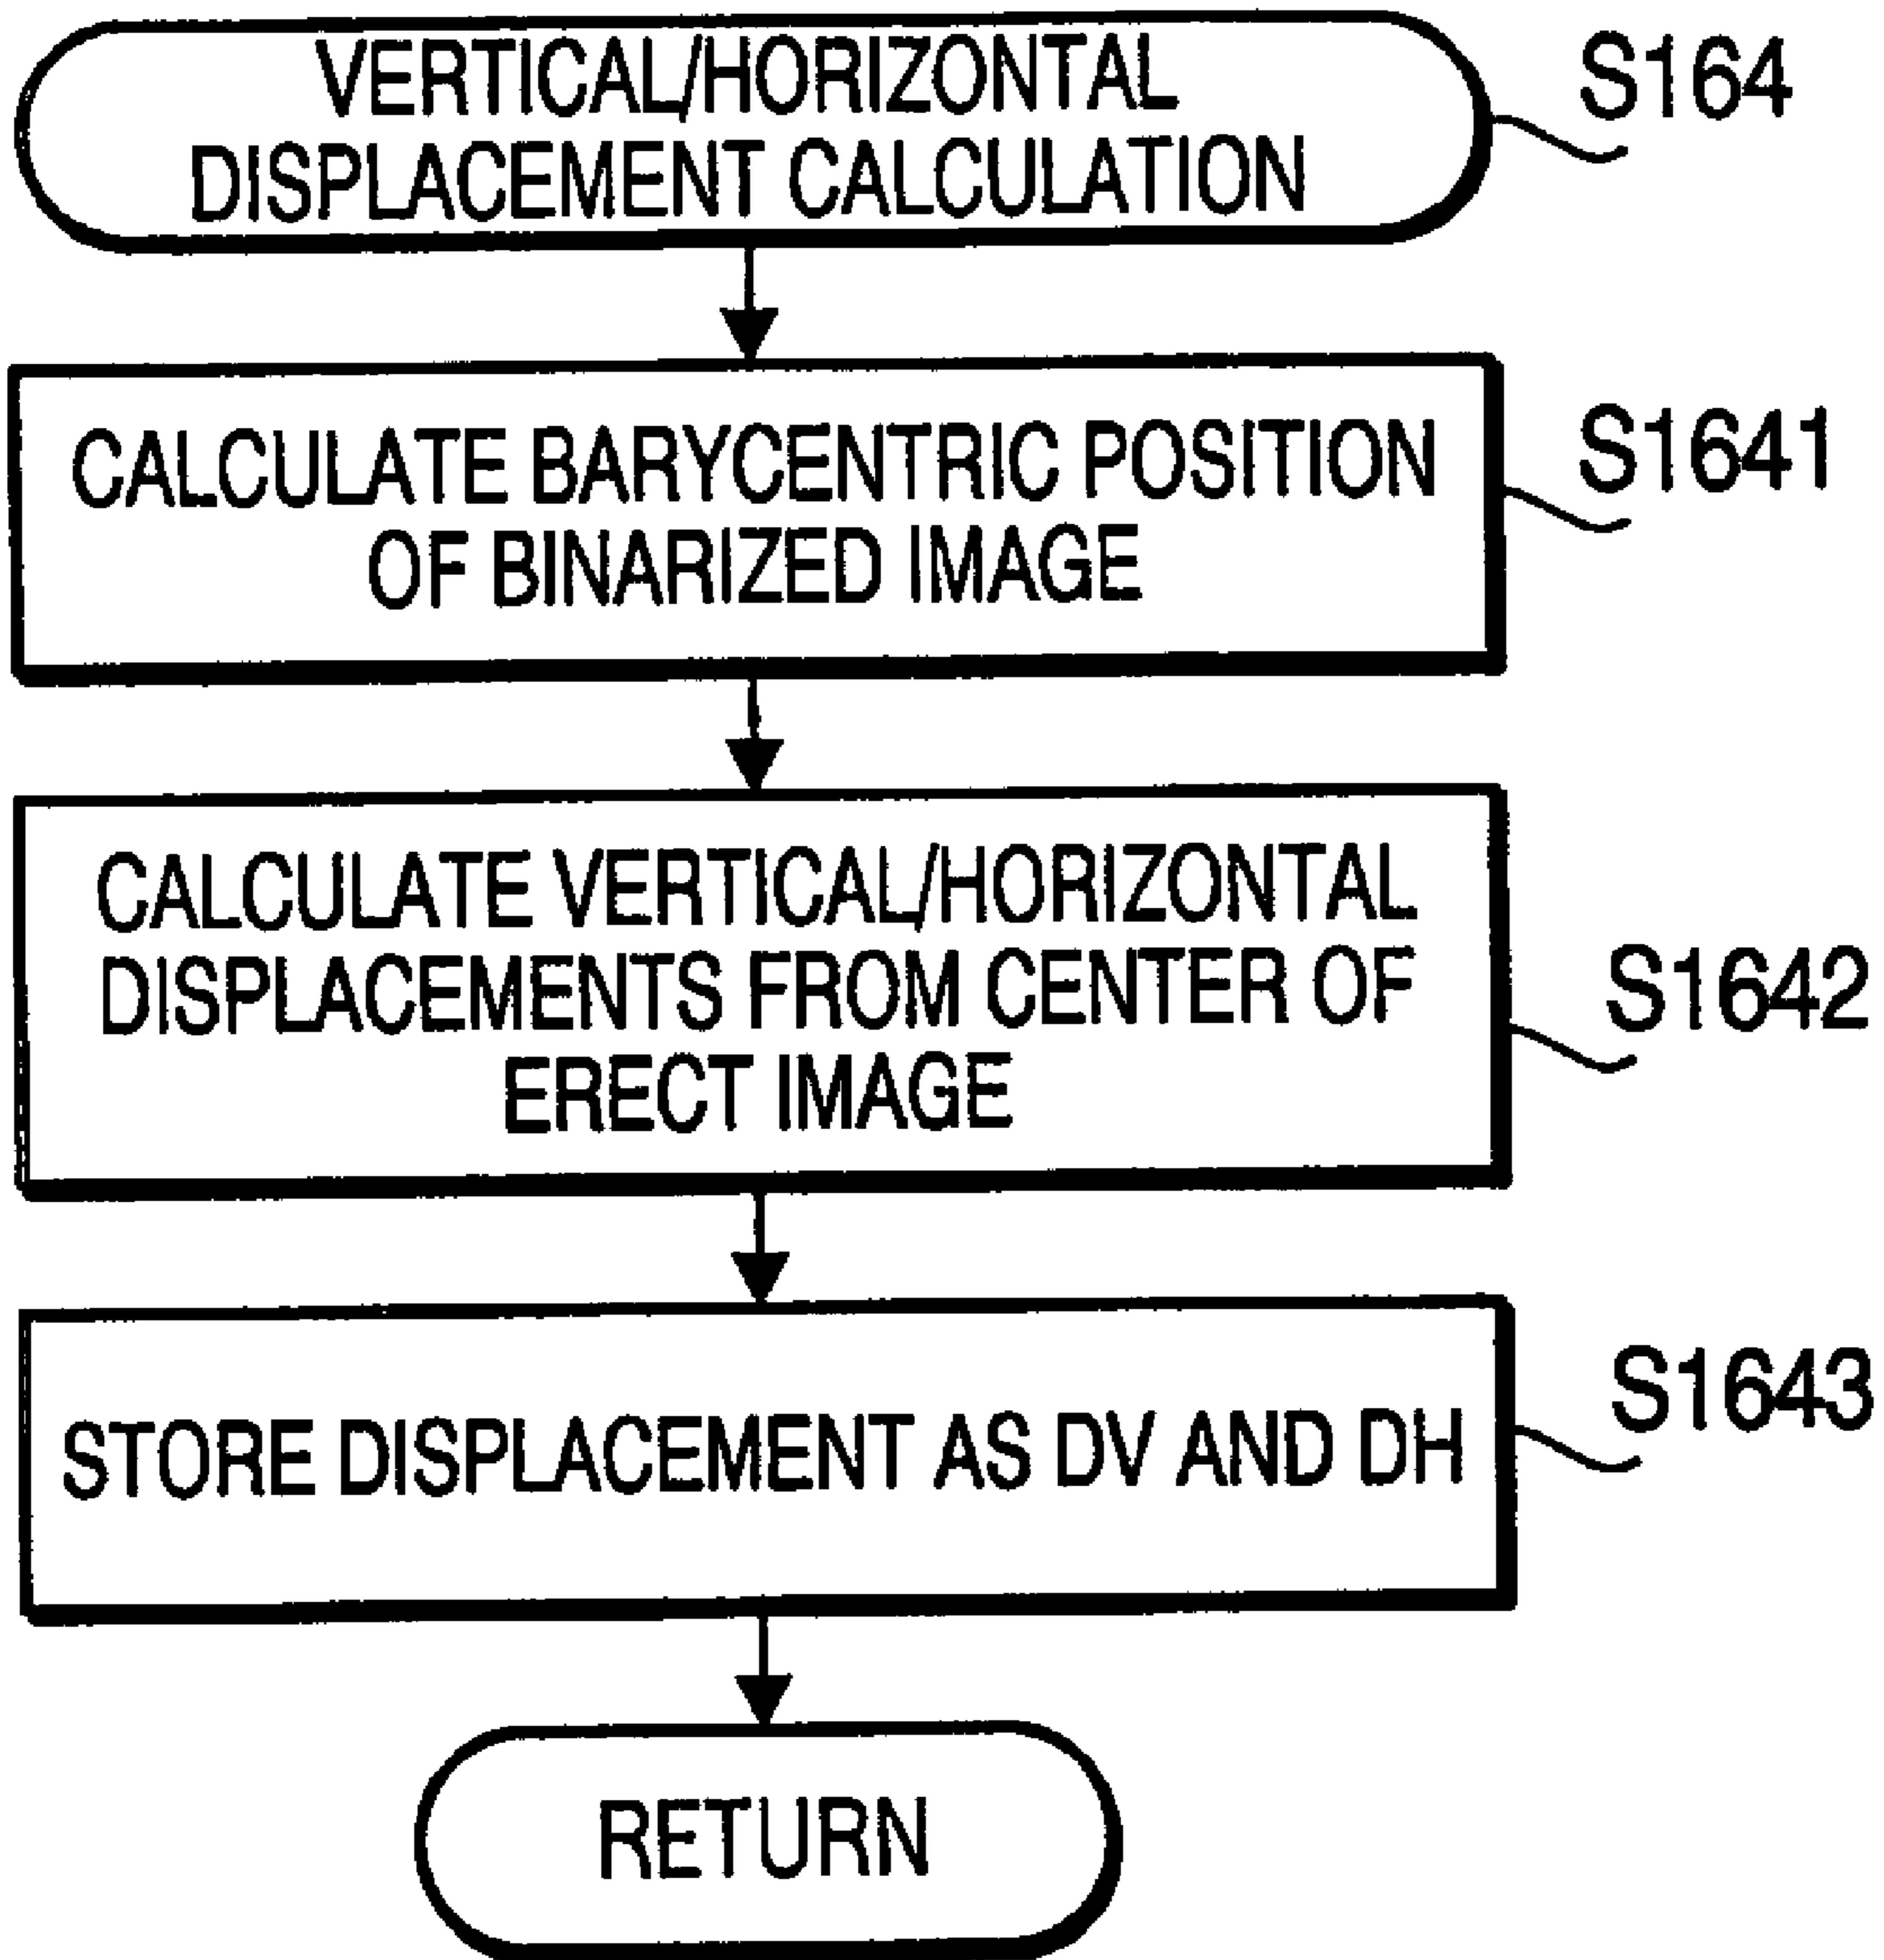 VERTICAL/HORIZONTAL
DISPLACEMENT CALCULATION
S164
CALCULATE BARYCENTRIC POSITION
OF BINARIZED IMAGE
S1641
CALCULATE VERTICAL/HORIZONTAL
DISPLACEMENTS FROM CENTER OF
ERECT IMAGE
S1642
STORE DISPLACEMENT AS DV AND DH
S1643
RETURN